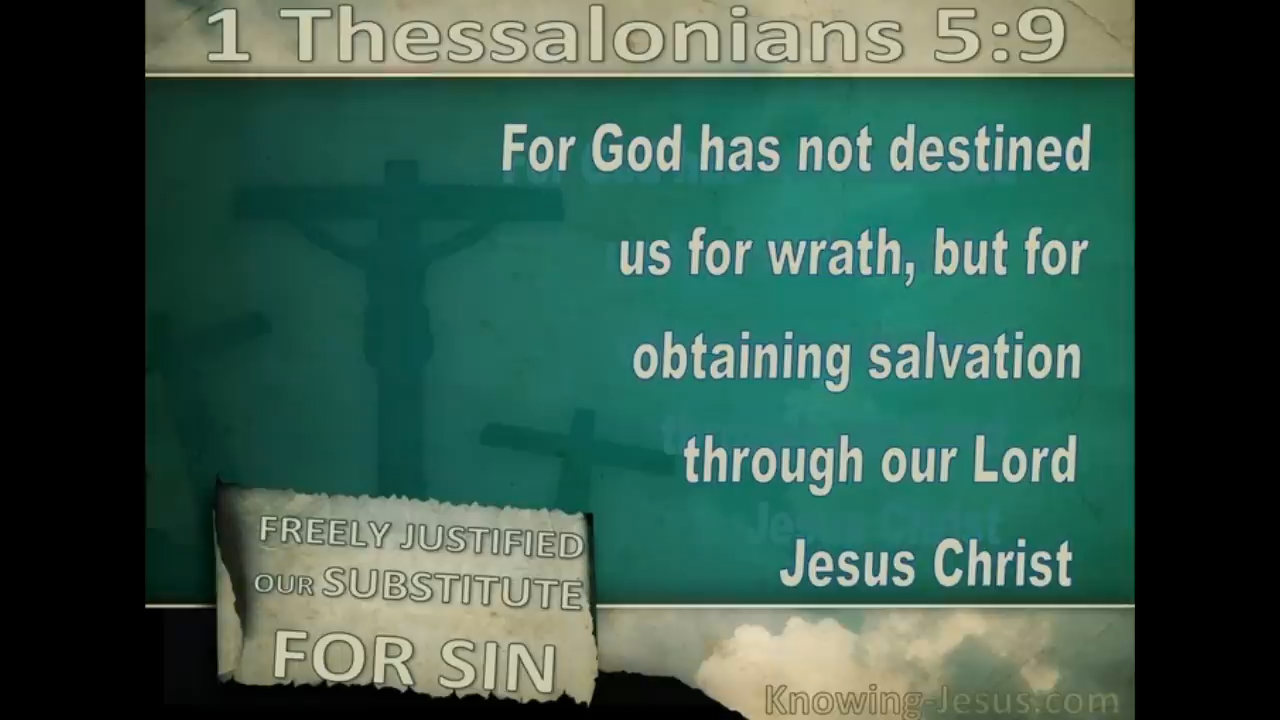 1 Thessalonians 5:9
For God has not destined
us for wrath, but for
obtaining salvation
through our Lord
Jesus Christ
FREELY JUSTIFIED
OUR SUBSTITUTE
FOR SIN
Knowing-Jesus.com